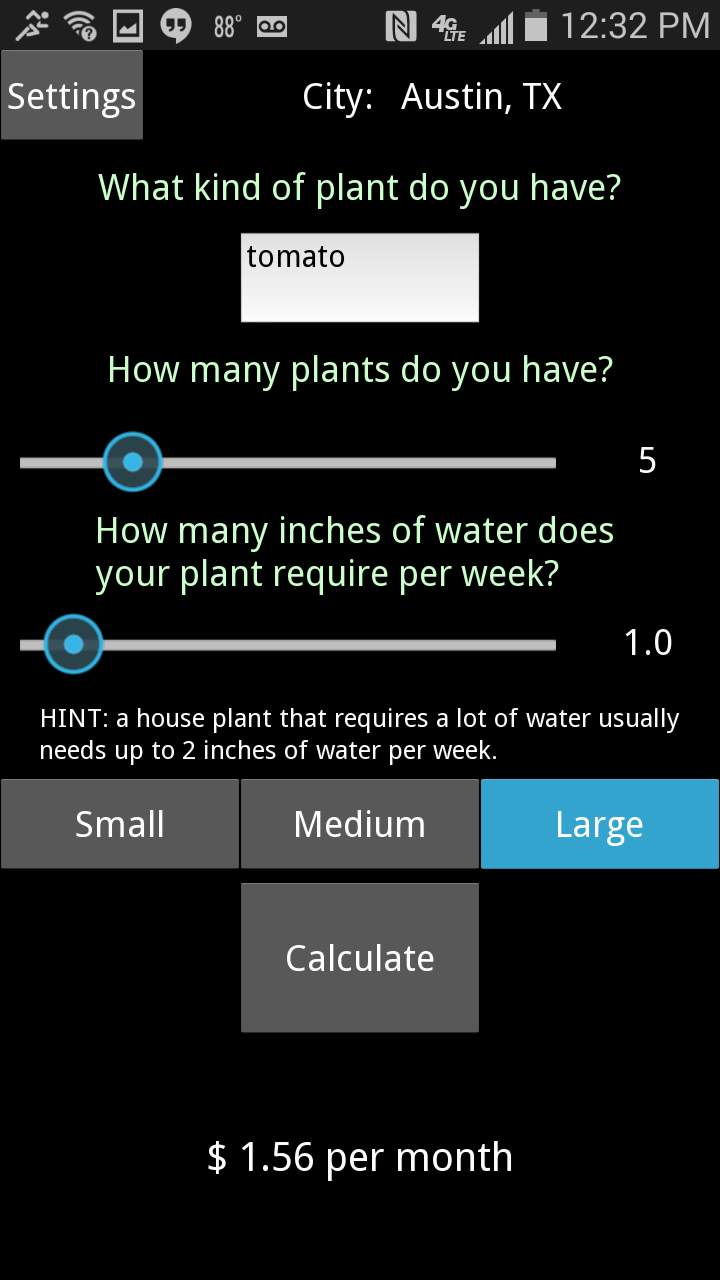 88° 4G LTE 12:32 PM
Settings City: Austin, TX
What kind of plant do you have?
tomato
How many plants do you have?
5
How many inches of water does
your plant require per week?
1.0
HINT: a house plant that requires a lot of water usually
needs up to 2 inches of water per week.
Small Medium Large
Calculate
$ 1.56 per month